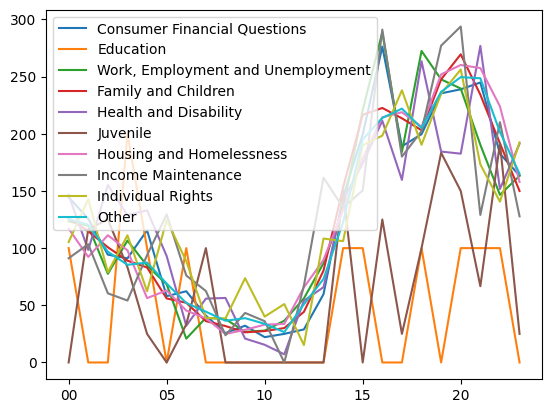 300
250
200
150
100
50
0
00
05
10
15
20
Consumer Financial Questions
Education
Work, Employment and Unemployment
Family and Children
Health and Disability
Juvenile
Housing and Homelessness
Income Maintenance
Individual Rights
Other